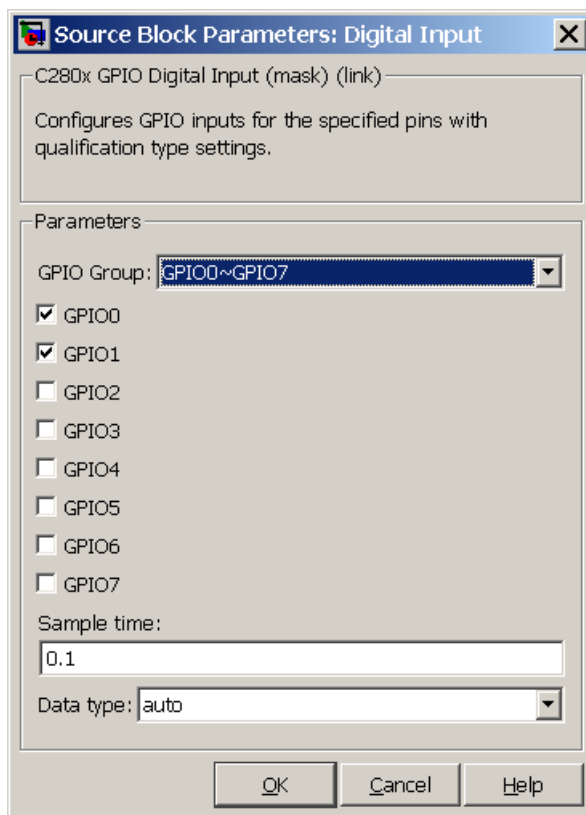 Source Block Parameters: Digital Input
C280x GPIO Digital Input (mask) (link)
Configures GPIO inputs for the specified pins with
qualification type settings.
Parameters
GPIO Group: GPIO0~GPIO7
GPIO0
GPIO1
GPIO2
GPIO3
GPIO4
GPIO5
GPIO6
GPIO7
Sample time:
0.1
Data type: auto
OK Cancel Help